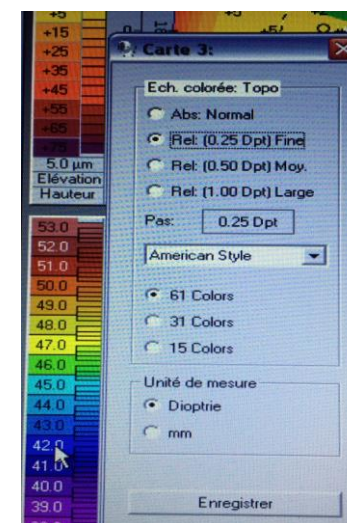 +5
+15
+25
+35
+45
+55
+65
+75
5.0 µm
Elévation
Hauteur
53.0
52.0
51.0
50.0
49.0
48.0
47.0
46.0
45.0
44.0
43.0
42.0
41.0
40.0
39.0
+5
+5
Carte 3:
Ech. colorée: Topo
Abs: Normal
Rel: (0.25 Dpt) Fine
Rel: (0.50 Dpt) Moy.
Rel: (1.00 Dpt) Large
Pas: 0.25 Dpt
American Style
61 Colors
31 Colors
15 Colors
Unité de mesure
Dioptrie
mm
Enregistrer